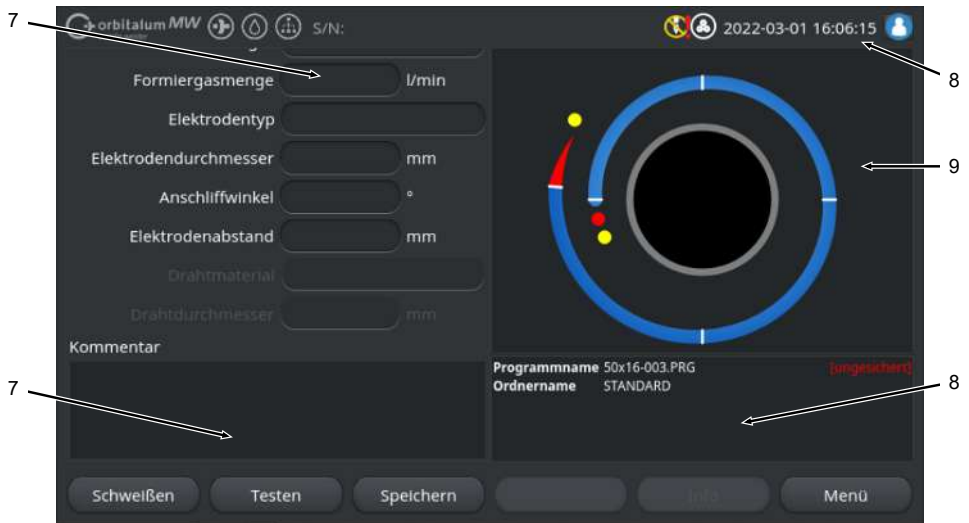 7
orbitalum MW S/N: 2022-03-01 16:06:15
8
Formiergasmenge l/min
Elektrodentyp
9
Elektrodendurchmesser mm
Anschliffwinkel °
Elektrodenabstand mm
Drahtmaterial
Drahtdurchmesser mm
Kommentar
7
Programmname 50x16-003.PRG [ungesichert]
Ordnername STANDARD
8
Schweißen Testen Speichern Info Menü